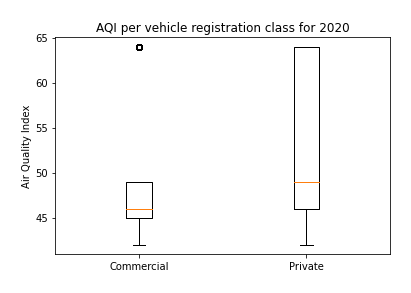 AQI per vehicle registration class for 2020
65
60
55
50
45
Air Quality Index
Commercial Private